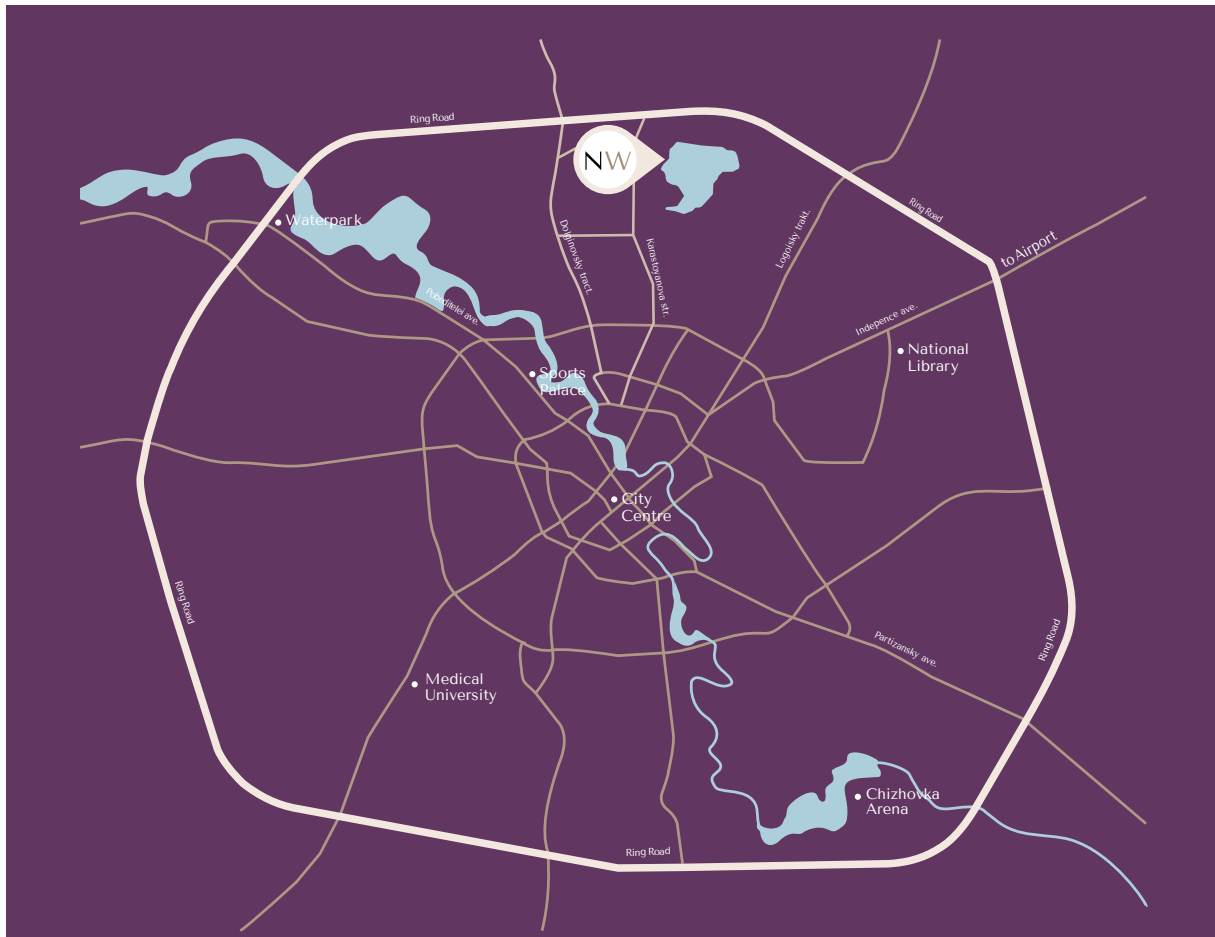 Ring Road
NW
Ring Road
Waterpark
Dolginovsky tract.
Karastoyanova str.
Logoisky trakt.
to Airport
Pobeditelei ave.
Indepence ave.
National
Library
Sports
Palace
City
Centre
Ring Road
Ring Road
Partizansky ave.
Medical
University
Chizhovka
Arena
Ring Road